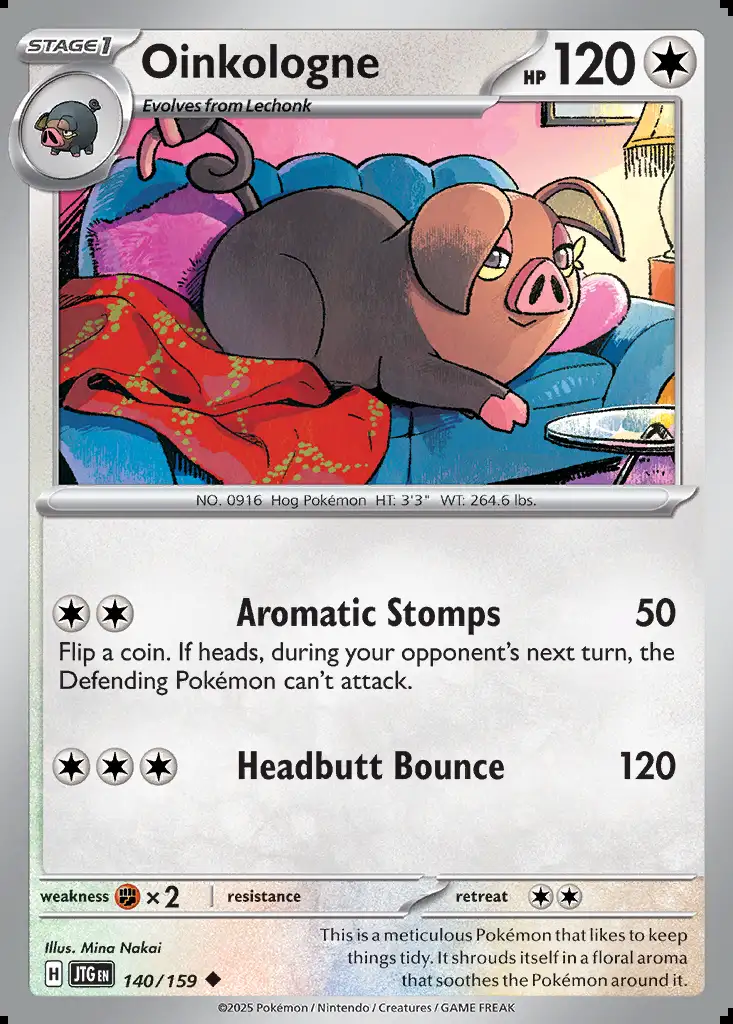 STAGE 1
Oinkologne
HP 120
Evolves from Lechonk
NO. 0916 Hog Pokémon HT: 3'3" WT: 264.6 lbs.
Aromatic Stomps 50
Flip a coin. If heads, during your opponent's next turn, the
Defending Pokémon can't attack.
Headbutt Bounce 120
weakness ×2 resistance retreat
Illus. Mina Nakai
H JTG EN 140/159
This is a meticulous Pokémon that likes to keep
things tidy. It shrouds itself in a floral aroma
that soothes the Pokémon around it.
©2025 Pokémon / Nintendo / Creatures / GAME FREAK